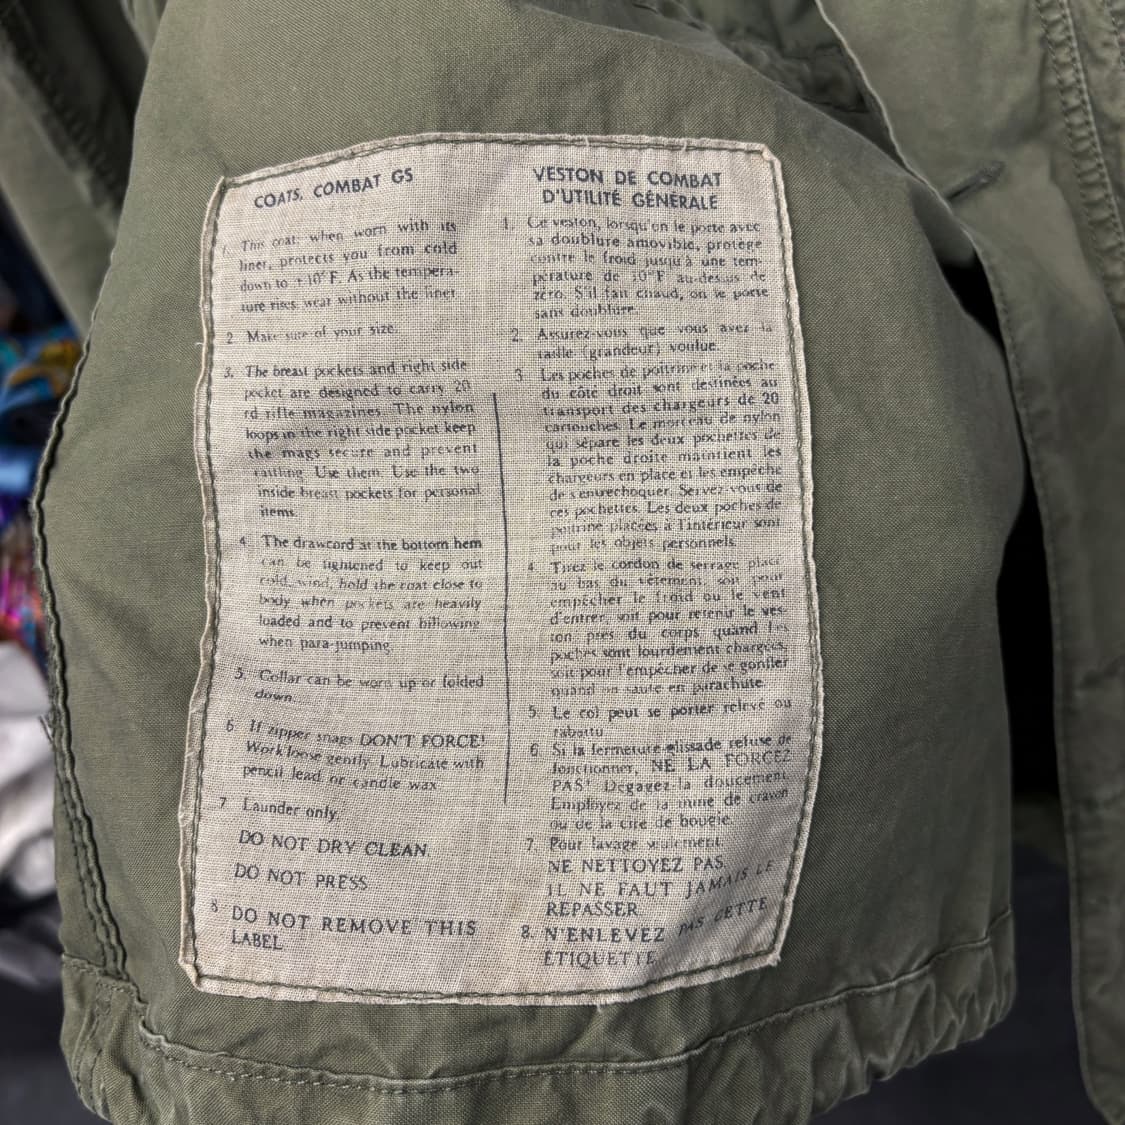 COATS, COMBAT GS
1. This coat, when worn with its
liner, protects you from cold
down to +10° F. As the tempera-
ture rises, wear without the liner.
2. Make sure of your size.
3. The breast pockets and right side
pocket are designed to carry 20
rd rifle magazines. The nylon
loops in the right side pocket keep
the mags secure and prevent
rattling. Use them. Use the two
inside breast pockets for personal
items.
4. The drawcord at the bottom hem
can be tightened to keep out
cold, wind, hold the coat close to
body when pockets are heavily
loaded and to prevent billowing
when para-jumping.
5. Collar can be worn up or folded
down.
6. If zipper snags DON'T FORCE!
Work loose gently. Lubricate with
pencil lead or candle wax
7 Launder only.
DO NOT DRY CLEAN.
DO NOT PRESS
8 DO NOT REMOVE THIS
LABEL
VESTON DE COMBAT
D'UTILITÉ GÉNÉRALE
1. Ce veston, lorsqu'on le porte avec
sa doublure amovible, protège
contre le froid jusqu'à une tem-
pérature de 10°F au-dessus de
zéro. S'il fait chaud, on le porte
sans doublure.
2. Assurez-vous que vous avez la
taille (grandeur) voulue.
3 Les poches de poitrine et la poche
du côté droit sont destinées au
transport des chargeurs de 20
cartouches. Le morceau de nylon
qui sépare les deux pochettes de
la poche droite maintient les
chargeurs en place et les empêche
de s'entrechoquer. Servez-vous de
ces pochettes. Les deux poches de
poitrine placées à l'intérieur sont
pour les objets personnels.
4. Tirez le cordon de serrage placé
au bas du vêtement, soit pour
empêcher le froid ou le vent
d'entrer, soit pour retenir le ves-
ton près du corps quand les
poches sont lourdement chargées,
soit pour l'empêcher de se gonfler
quand on saute en parachute.
5. Le col peut se porter relevé ou
rabattu
6. Si la fermeture glissade refuse de
fonctionner, NE LA FORCEZ
PAS! Dégagez-la doucement.
Employez de la mine de crayon
ou de la cire de bougie.
7. Pour lavage seulement.
NE NETTOYEZ PAS
IL NE FAUT JAMAIS LE
REPASSER
8. N'ENLEVEZ PAS CETTE
ÉTIQUETTE